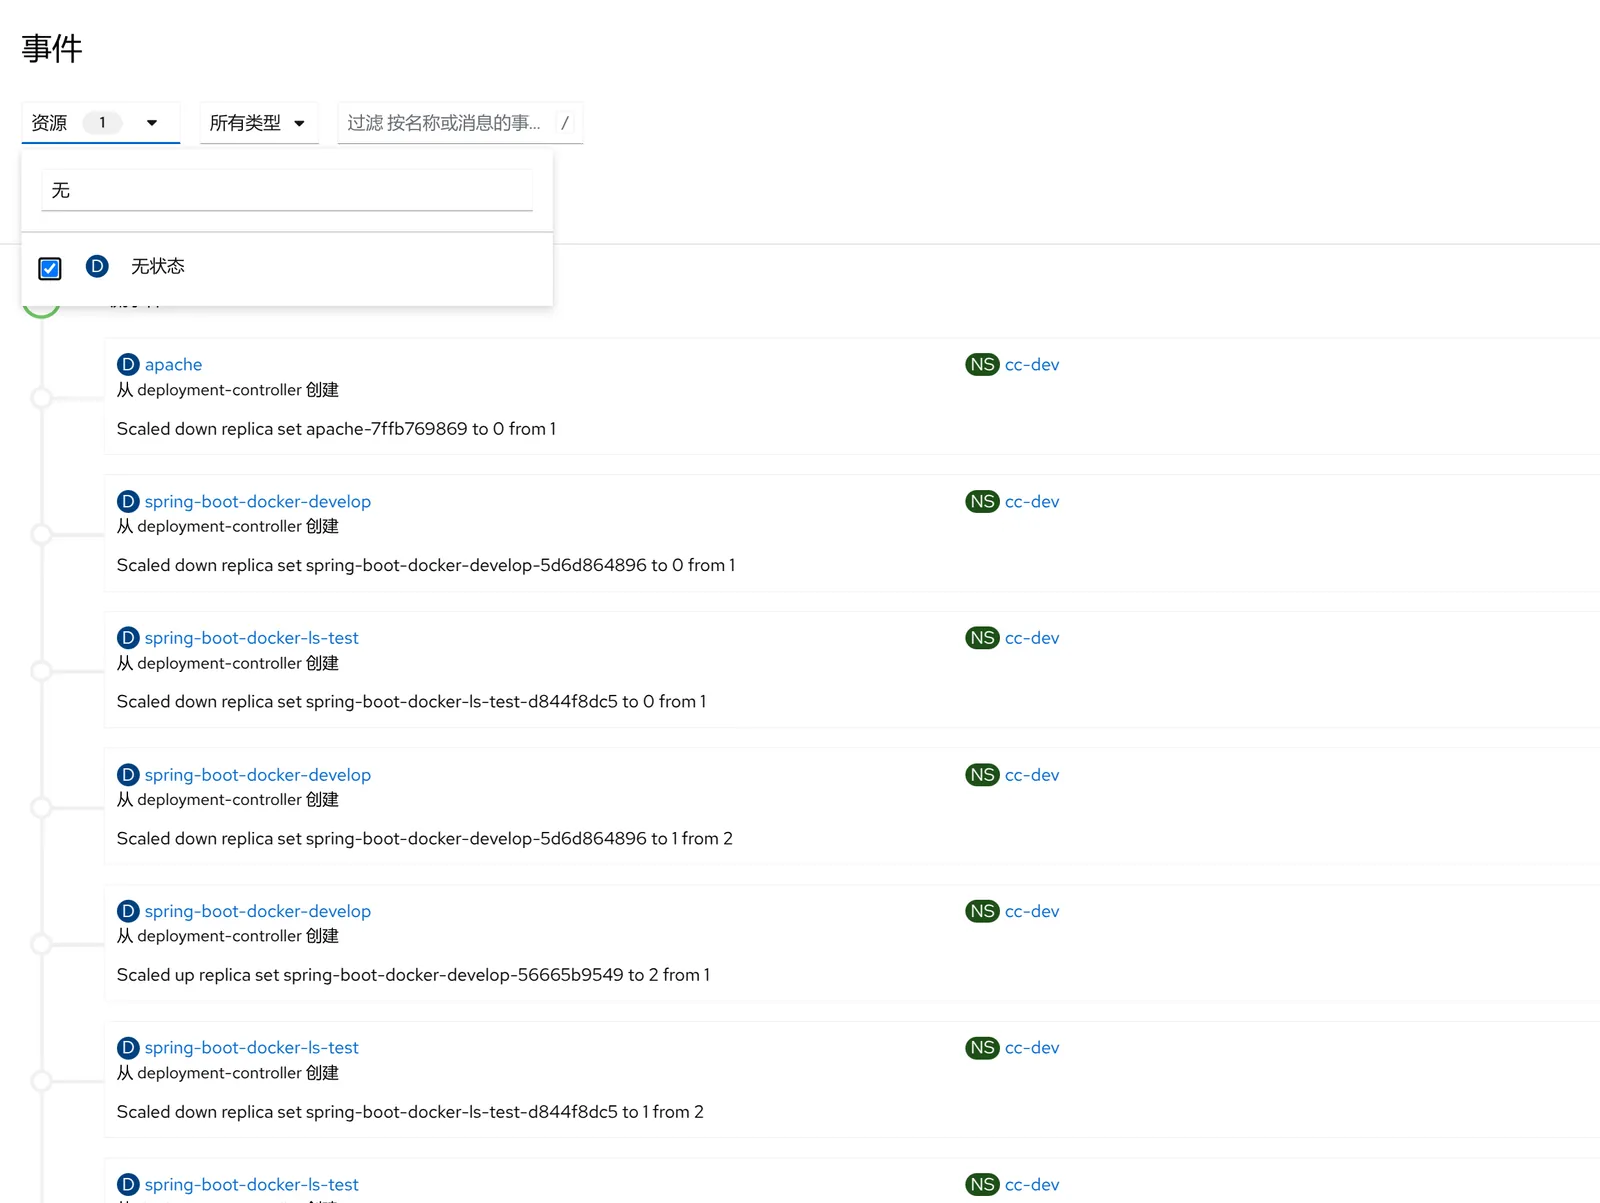 事件
资源 1
所有类型
过滤 按名称或消息的事... /
无
D 无状态
D apache
NS cc-dev
从 deployment-controller 创建
Scaled down replica set apache-7ffb769869 to 0 from 1
D spring-boot-docker-develop
NS cc-dev
从 deployment-controller 创建
Scaled down replica set spring-boot-docker-develop-5d6d864896 to 0 from 1
D spring-boot-docker-ls-test
NS cc-dev
从 deployment-controller 创建
Scaled down replica set spring-boot-docker-ls-test-d844f8dc5 to 0 from 1
D spring-boot-docker-develop
NS cc-dev
从 deployment-controller 创建
Scaled down replica set spring-boot-docker-develop-5d6d864896 to 1 from 2
D spring-boot-docker-develop
NS cc-dev
从 deployment-controller 创建
Scaled up replica set spring-boot-docker-develop-56665b9549 to 2 from 1
D spring-boot-docker-ls-test
NS cc-dev
从 deployment-controller 创建
Scaled down replica set spring-boot-docker-ls-test-d844f8dc5 to 1 from 2
D spring-boot-docker-ls-test
NS cc-dev